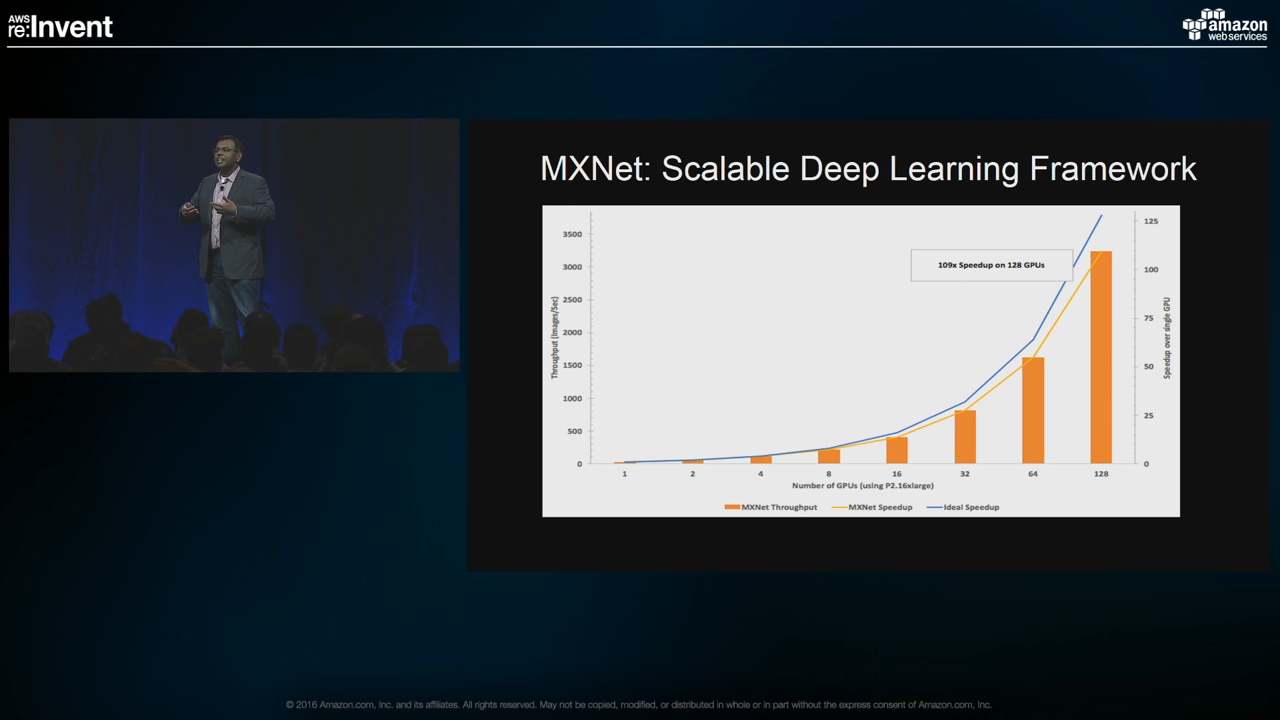 AWS
re:Invent
amazon
web services
MXNet: Scalable Deep Learning Framework
109x Speedup on 128 GPUs
Throughput (Images/Sec)
3500
3000
2500
2000
1500
1000
500
0
125
100
75
50
25
0
Speedup over single GPU
1 2 4 8 16 32 64 128
Number of GPUs (using P2.16xlarge)
MXNet Throughput MXNet Speedup Ideal Speedup
© 2016 Amazon.com, Inc. and its affiliates. All rights reserved. May not be copied, modified, or distributed in whole or in part without the express consent of Amazon.com, Inc.